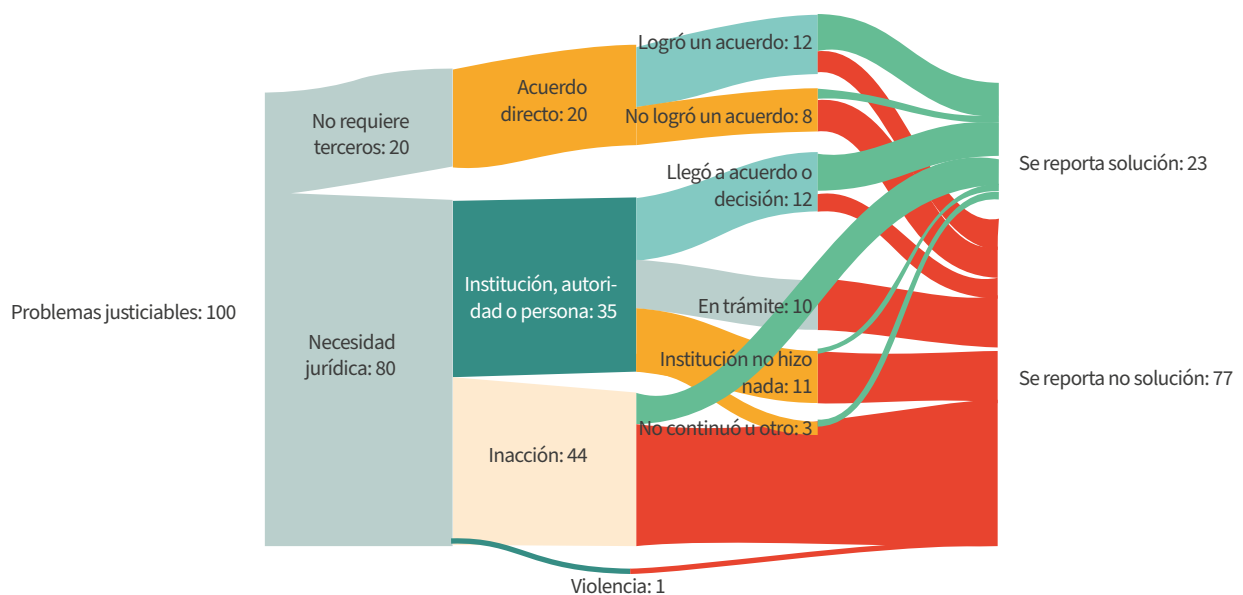 Problemas justiciables: 100
No requiere
terceros: 20
Necesidad
jurídica: 80
Acuerdo
directo: 20
Institución, autori-
dad o persona: 35
Inacción: 44
Violencia: 1
Logró un acuerdo: 12
No logró un acuerdo: 8
Llegó a acuerdo o
decisión: 12
En trámite: 10
Institución no hizo
nada: 11
No continuó u otro: 3
Se reporta solución: 23
Se reporta no solución: 77